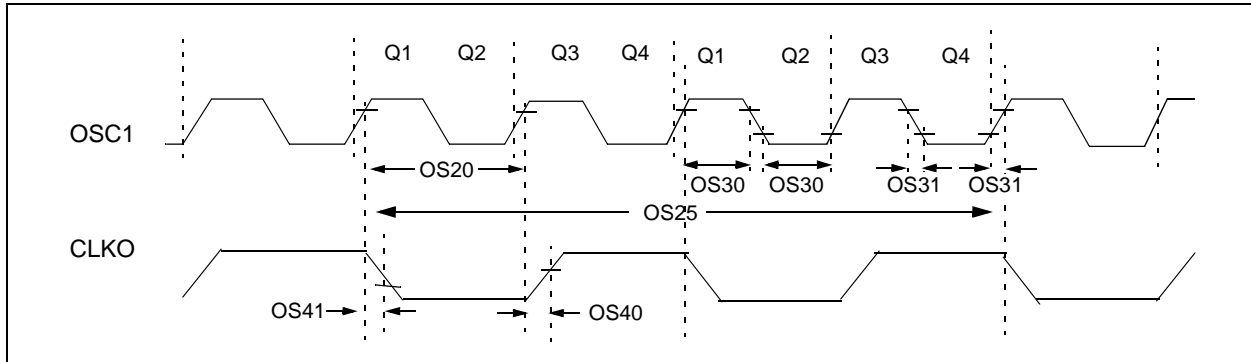 Q1 Q2 Q3 Q4 Q1 Q2 Q3 Q4
OSC1
OS20 OS30 OS30 OS31 OS31
OS25
CLKO
OS41 OS40